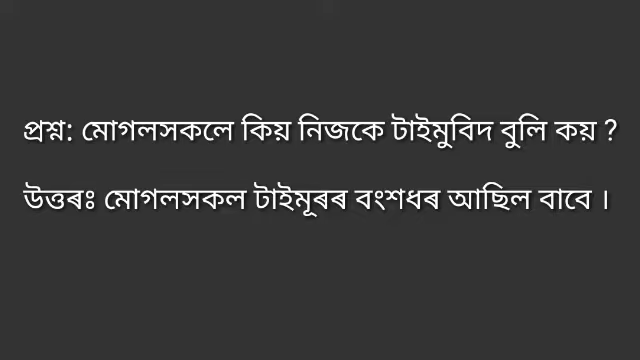 প্ৰশ্ন: মোগলসকলে কিয় নিজকে টাইমুবিদ বুলি কয় ?
উত্তৰঃ মোগলসকল টাইমূৰৰ বংশধৰ আছিল বাবে ।